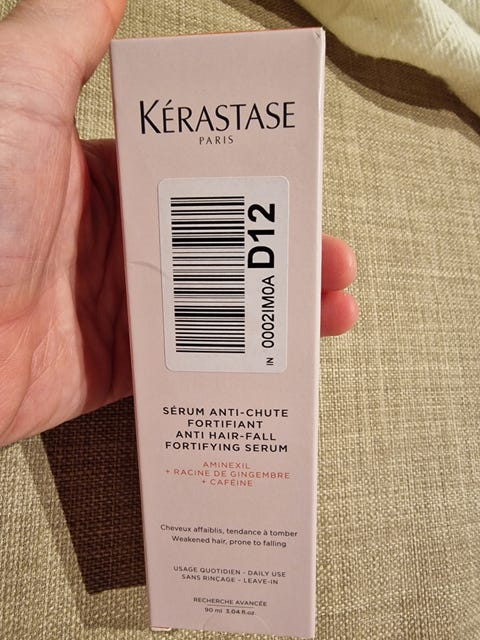 KÉRASTASE
PARIS
IN 0002IM0A D12
SÉRUM ANTI-CHUTE
FORTIFIANT
ANTI HAIR-FALL
FORTIFYING SERUM
AMINEXIL
+ RACINE DE GINGEMBRE
+ CAFÉINE
Cheveux affaiblis, tendance à tomber
Weakened hair, prone to falling
USAGE QUOTIDIEN - DAILY USE
SANS RINÇAGE - LEAVE-IN
RECHERCHE AVANCÉE
90 ml 3.04 fl.oz.